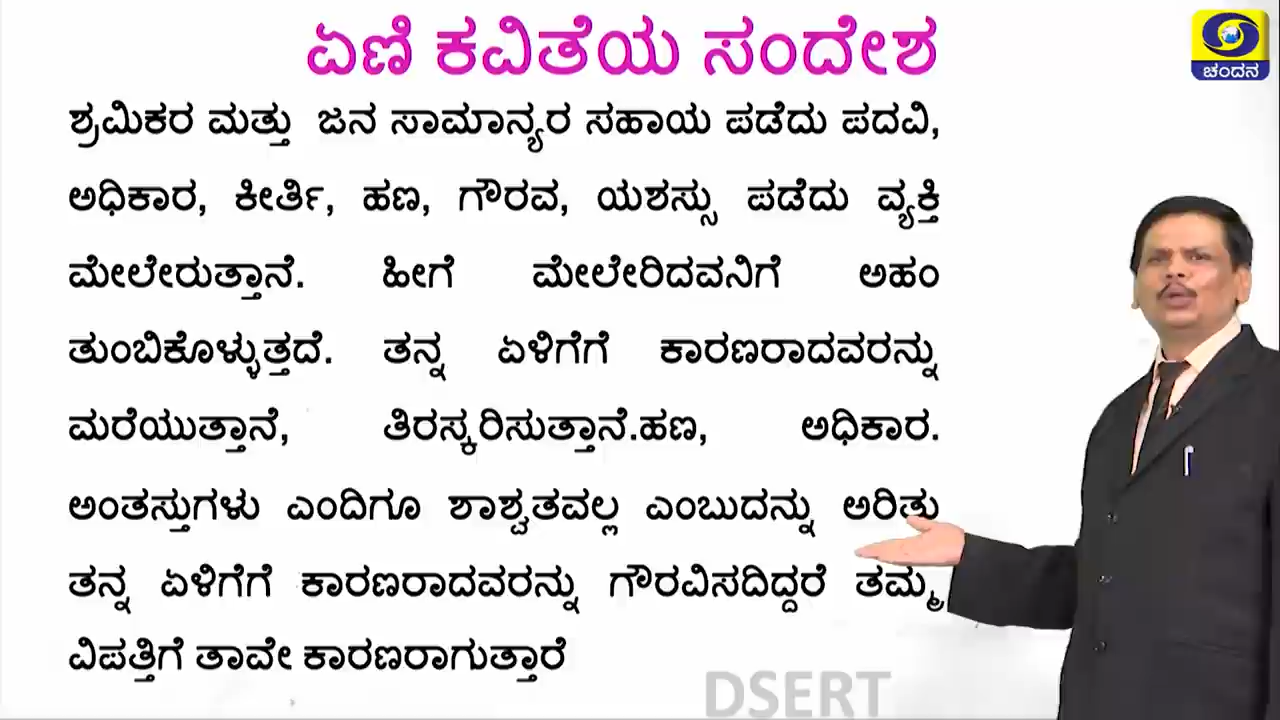 ಏಣಿ ಕವಿತೆಯ ಸಂದೇಶ
ಚಂದನ
ಶ್ರಮಿಕರ ಮತ್ತು ಜನ ಸಾಮಾನ್ಯರ ಸಹಾಯ ಪಡೆದು ಪದವಿ,
ಅಧಿಕಾರ, ಕೀರ್ತಿ, ಹಣ, ಗೌರವ, ಯಶಸ್ಸು ಪಡೆದು ವ್ಯಕ್ತಿ
ಮೇಲೇರುತ್ತಾನೆ. ಹೀಗೆ ಮೇಲೇರಿದವನಿಗೆ ಅಹಂ
ತುಂಬಿಕೊಳ್ಳುತ್ತದೆ. ತನ್ನ ಏಳಿಗೆಗೆ ಕಾರಣರಾದವರನ್ನು
ಮರೆಯುತ್ತಾನೆ, ತಿರಸ್ಕರಿಸುತ್ತಾನೆ.ಹಣ, ಅಧಿಕಾರ.
ಅಂತಸ್ತುಗಳು ಎಂದಿಗೂ ಶಾಶ್ವತವಲ್ಲ ಎಂಬುದನ್ನು ಅರಿತು
ತನ್ನ ಏಳಿಗೆಗೆ ಕಾರಣರಾದವರನ್ನು ಗೌರವಿಸದಿದ್ದರೆ ತಮ್ಮ
ವಿಪತ್ತಿಗೆ ತಾವೇ ಕಾರಣರಾಗುತ್ತಾರೆ
DSERT